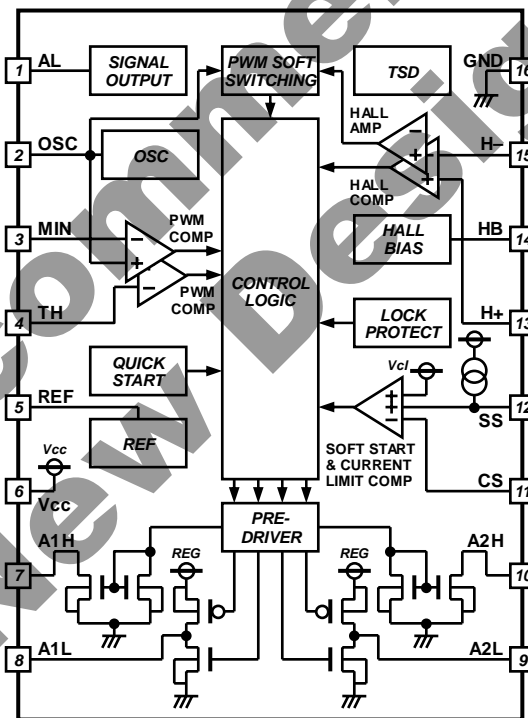 1 AL
SIGNAL
OUTPUT
PWM SOFT
SWITCHING
TSD
GND 16
HALL
AMP
2 OSC
OSC
H– 15
HALL
COMP
3 MIN
PWM
COMP
HALL
BIAS
HB 14
CONTROL
LOGIC
4 TH
PWM
COMP
LOCK
PROTECT
H+ 13
QUICK
START
Vcl
5 REF
REF
SS 12
SOFT START
& CURRENT
LIMIT COMP
Vcc
6 Vcc
CS 11
PRE-
DRIVER
7 A1H
A2H 10
REG
REG
8 A1L
A2L 9
Comme
New Desig